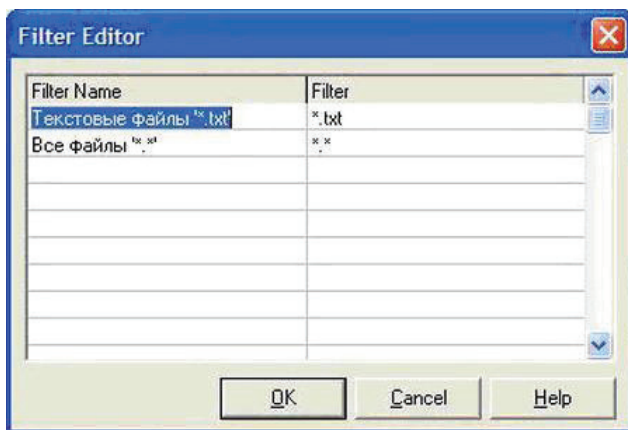 Filter Editor
Filter Name Filter
Текстовые файлы '*.txt' *.txt
Все файлы '*.*' *.*
OK Cancel Help